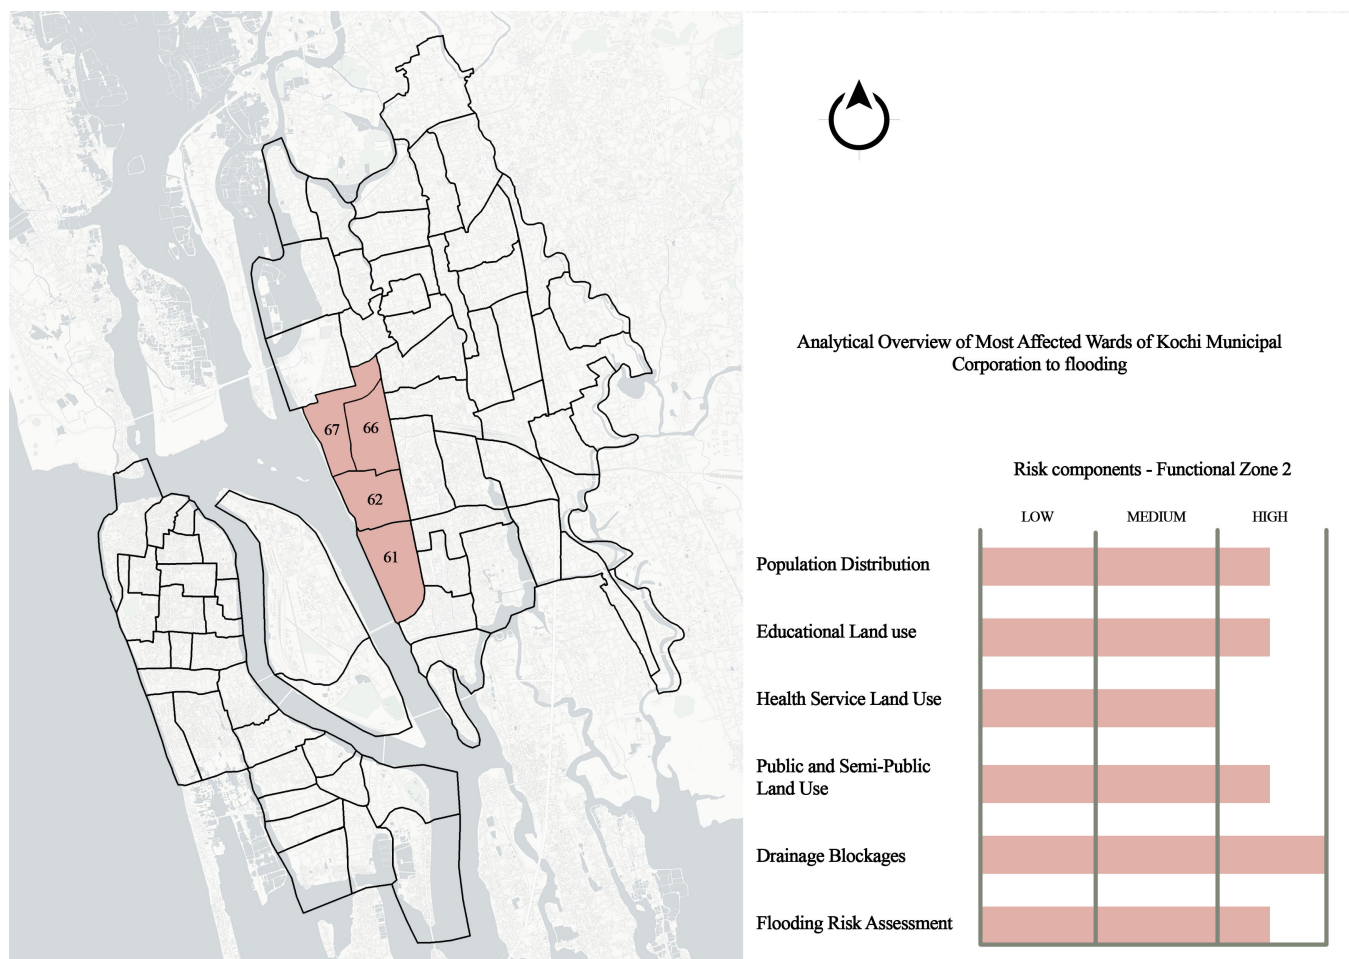 Analytical Overview of Most Affected Wards of Kochi Municipal
Corporation to flooding
67
66
62
61
Risk components - Functional Zone 2
LOW MEDIUM HIGH
Population Distribution
Educational Land use
Health Service Land Use
Public and Semi-Public
Land Use
Drainage Blockages
Flooding Risk Assessment